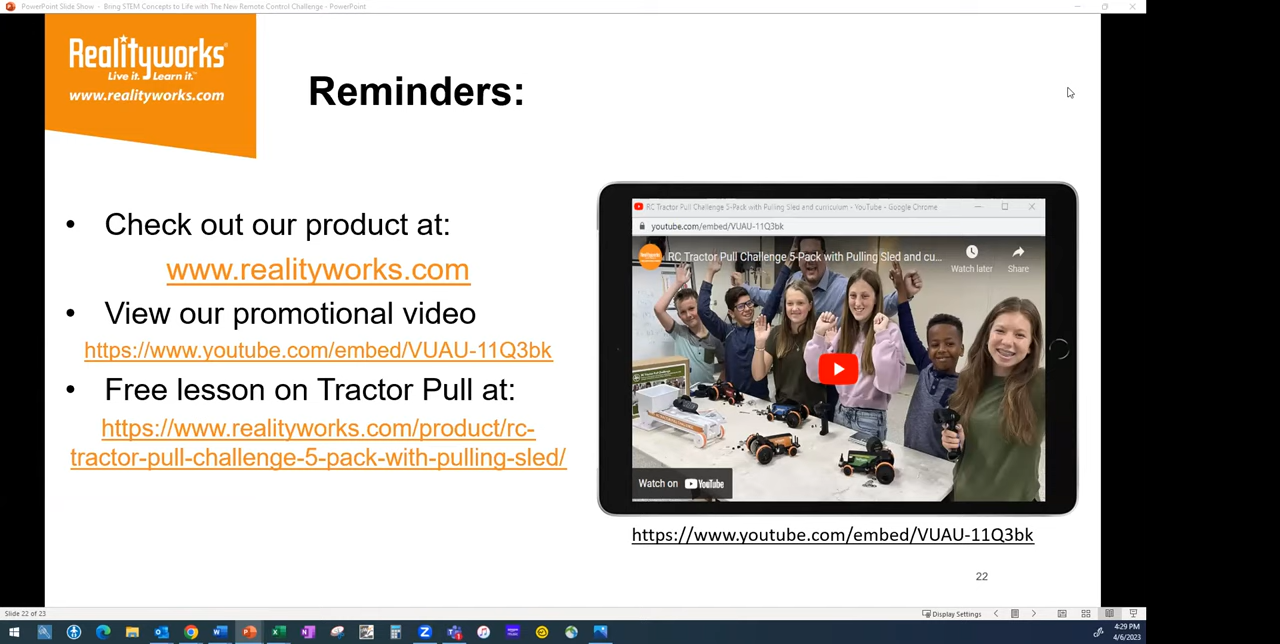 PowerPoint Slide Show - Bring STEM Concepts to Life with The New Remote Control Challenge - PowerPoint
Realityworks®
Live it. Learn it.™
www.realityworks.com
Reminders:
• Check out our product at:
www.realityworks.com
• View our promotional video
https://www.youtube.com/embed/VUAU-11Q3bk
• Free lesson on Tractor Pull at:
https://www.realityworks.com/product/rc-
tractor-pull-challenge-5-pack-with-pulling-sled/
RC Tractor Pull Challenge 5-Pack with Pulling Sled and curriculum - YouTube - Google Chrome
youtube.com/embed/VUAU-11Q3bk
RC Tractor Pull Challenge 5-Pack with Pulling Sled and cu...
Watch later
Share
Watch on YouTube
https://www.youtube.com/embed/VUAU-11Q3bk
22
Slide 22 of 23
Display Settings
4:29 PM
4/6/2023